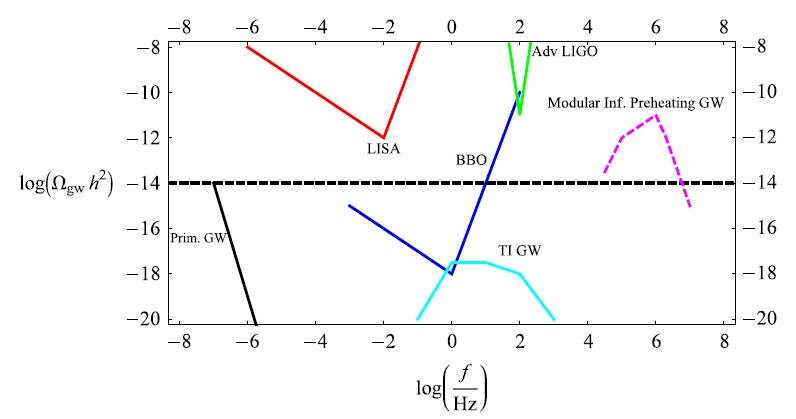 −8 −6 −4 −2 0 2 4 6 8
−8 −8
Adv LIGO
−10 −10
Modular Inf. Preheating GW
−12 −12
LISA
BBO
log(Ωgw h²) −14 −14
−16 −16
Prim. GW
TI GW
−18 −18
−20 −20
−8 −6 −4 −2 0 2 4 6 8
log(f/Hz)